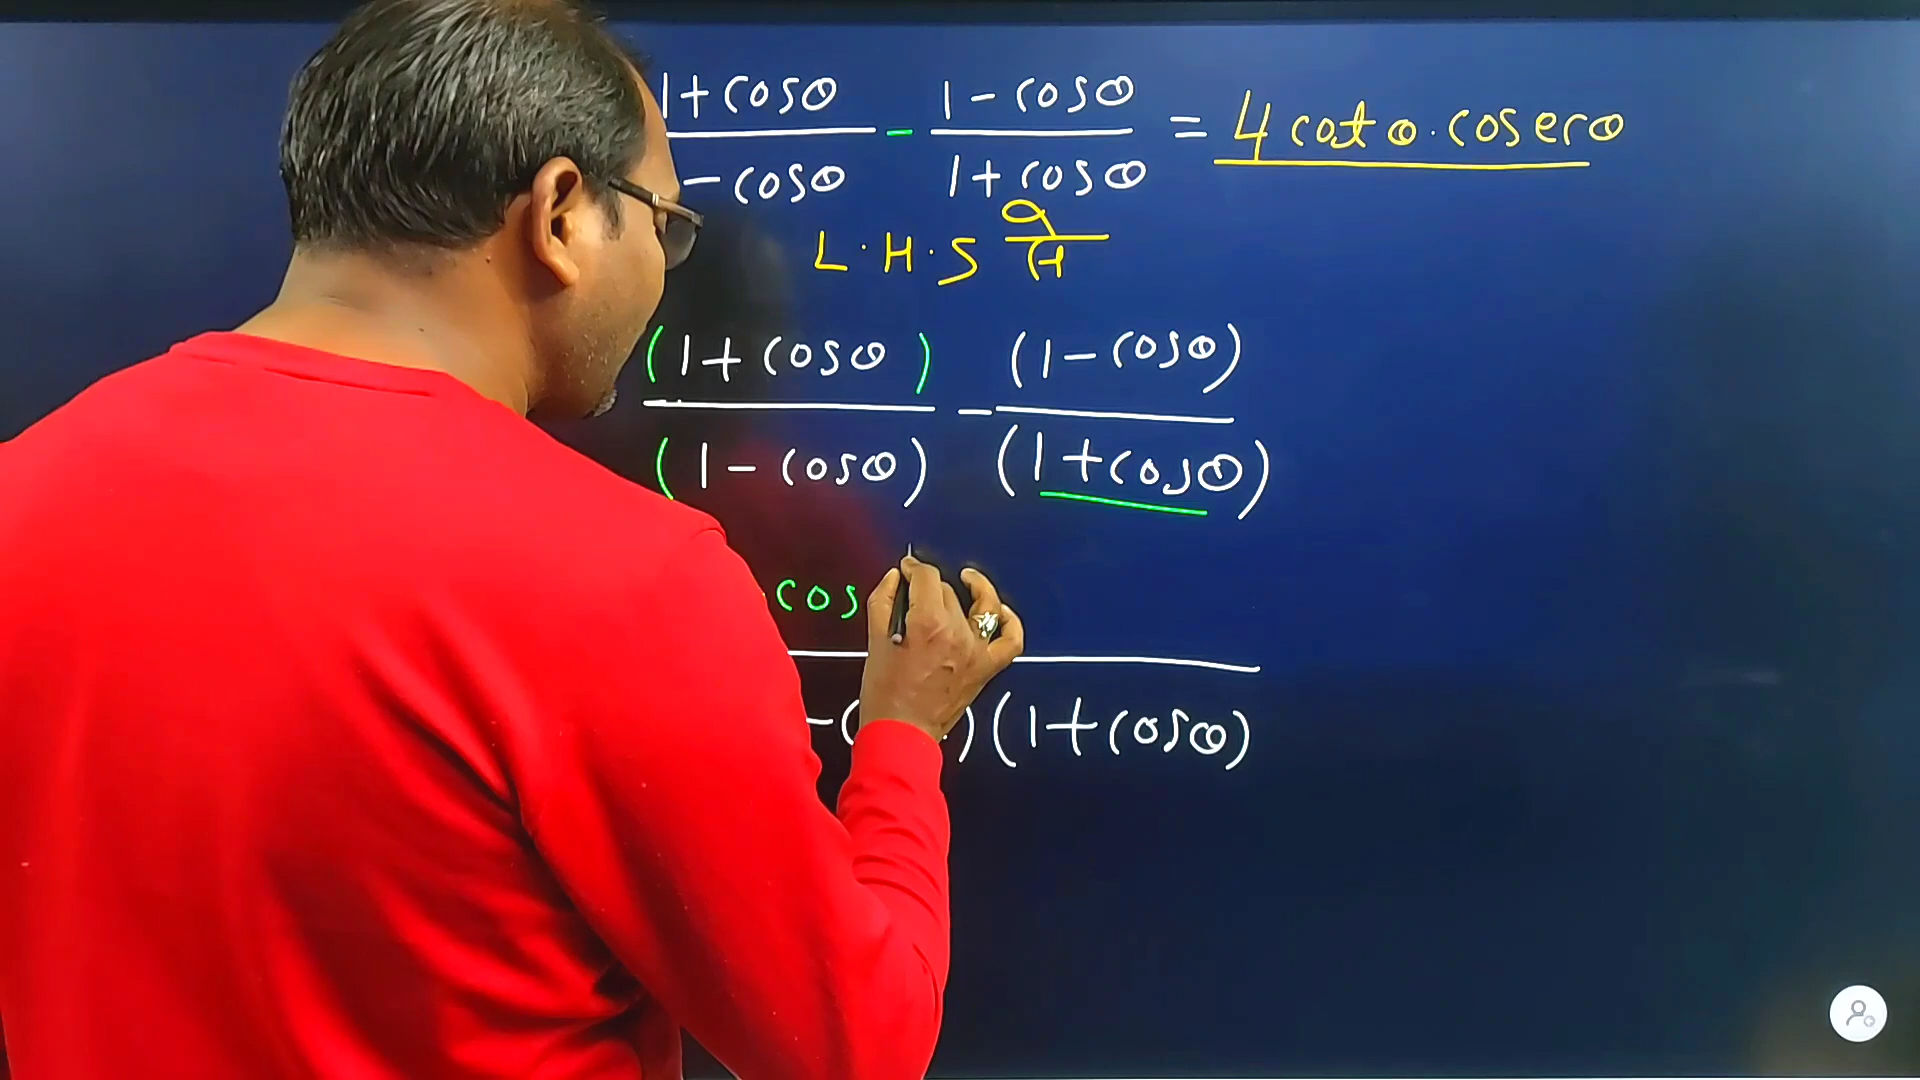 1+cosθ / -cosθ - 1-cosθ / 1+cosθ = 4 cotθ.cosecθ
L.H.S
(1+cosθ) / (1-cosθ) - (1-cosθ) / (1+cosθ)
cos
)(1+cosθ)